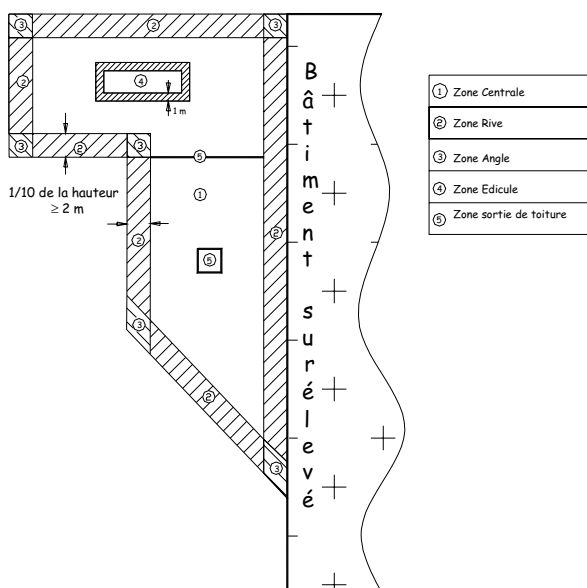 3
2
3
2
4
1 m
3
2
3
5
1/10 de la hauteur
≥ 2 m
1
2
2
5
3
2
3
Bâtiment surélevé
1 Zone Centrale
2 Zone Rive
3 Zone Angle
4 Zone Edicule
5 Zone sortie de toiture